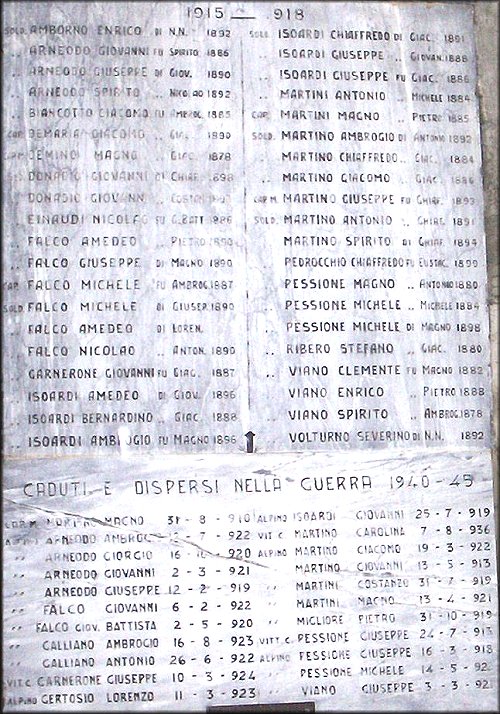 1915 — 918
SOLD. AMBORNO ENRICO DI N.N. 1892
„ ARNEODO GIOVANNI FU SPIRITO 1886
„ ARNEODO GIUSEPPE DI GIOV. 1890
„ ARNEODO SPIRITO „ NICOLAO 1892
„ BIANCOTTO GIACOMO FU AMBROG. 1885
CAP. DEMARIA GIACOMO „ GIAC. 1890
DEMINO MAGNO „ GIAC. 1878
DONADIO GIOVANNI DI CHIAF. 1898
DONADIO GIOVANNI „
EINAUDI NICOLAO FU G.BATT. 1886
„ FALCO AMEDEO „ PIETRO 1890
„ FALCO GIUSEPPE DI MAGNO 1890
CAP. FALCO MICHELE FU AMBROG. 1887
SOLD. FALCO MICHELE DI GIUSEP. 1890
„ FALCO AMEDEO DI LOREN.
„ FALCO NICOLAO „ ANTON. 1890
„ GARNERONE GIOVANNI FU GIAC. 1887
„ ISOARDI AMEDEO DI GIOV. 1896
„ ISOARDI BERNARDINO „ GIAC. 1888
„ ISOARDI AMBROGIO FU MAGNO 1896
SOLD. ISOARDI CHIAFFREDO DI GIAC. 1891
„ ISOARDI GIUSEPPE „ GIOVAN. 1888
„ ISOARDI GIUSEPPE FU GIAC. 1886
„ MARTINI ANTONIO „ MICHELE 1884
CAP. MARTINI MAGNO „ PIETRO 1885
SOLD. MARTINO AMBROGIO DI ANTONIO 1892
„ MARTINO CHIAFFREDO „ GIAC. 1884
„ MARTINO GIACOMO „ GIAC. 1886
CAP.M. MARTINO GIUSEPPE FU GHIAF. 1893
SOLD. MARTINO ANTONIO „ GHIAF. 1891
„ MARTINO SPIRITO DI GHIAF. 1894
PEDROCCHIO CHIAFFREDO FU EUSTAC. 1899
„ PESSIONE MAGNO „ ANTONIO 1880
„ PESSIONE MICHELE „ MICHELE 1884
„ PESSIONE MICHELE DI MAGNO 1898
„ RIBERO STEFANO „ GIAC. 1880
„ VIANO CLEMENTE FU MAGNO 1882
„ VIANO ENRICO „ PIETRO 1888
„ VIANO SPIRITO „ AMBROG. 1878
„ VOLTURNO SEVERINO DI N.N. 1892
CADUTI E DISPERSI NELLA GUERRA 1940-45
MAGNO 31-8-910
ARNEODO AMBROG. 7-922
„ ARNEODO GIORGIO 920
„ ARNEODO GIOVANNI 2-3-921
„ ARNEODO GIUSEPPE 12-2-919
„ FALCO GIOVANNI 6-2-922
„ FALCO GIOV. BATTISTA 2-5-920
„ GALLIANO AMBROGIO 16-8-923
„ GALLIANO ANTONIO 26-6-922
VITT C. GARNERONE GIUSEPPE 10-3-924
ALPINO GERTOSIO LORENZO 11-3-923
ALPINO ISOARDI GIOVANNI 25-7-919
VIT C. MARTINO CAROLINA 7-8-936
ALPINO MARTINO GIACOMO 19-3-922
„ MARTINO GIOVANNI 13-5-913
„ MARTINI COSTANZO 919
„ MARTINI MAGNO 13-4-921
„ MIGLIORE PIETRO 31-10-919
VITT C. PESSIONE GIUSEPPE 24-7-913
ALPINO PESSIONE GIUSEPPE 16-3-918
„ PESSIONE MICHELE 14-5-92
„ VIANO GIUSEPPE 3-3-92